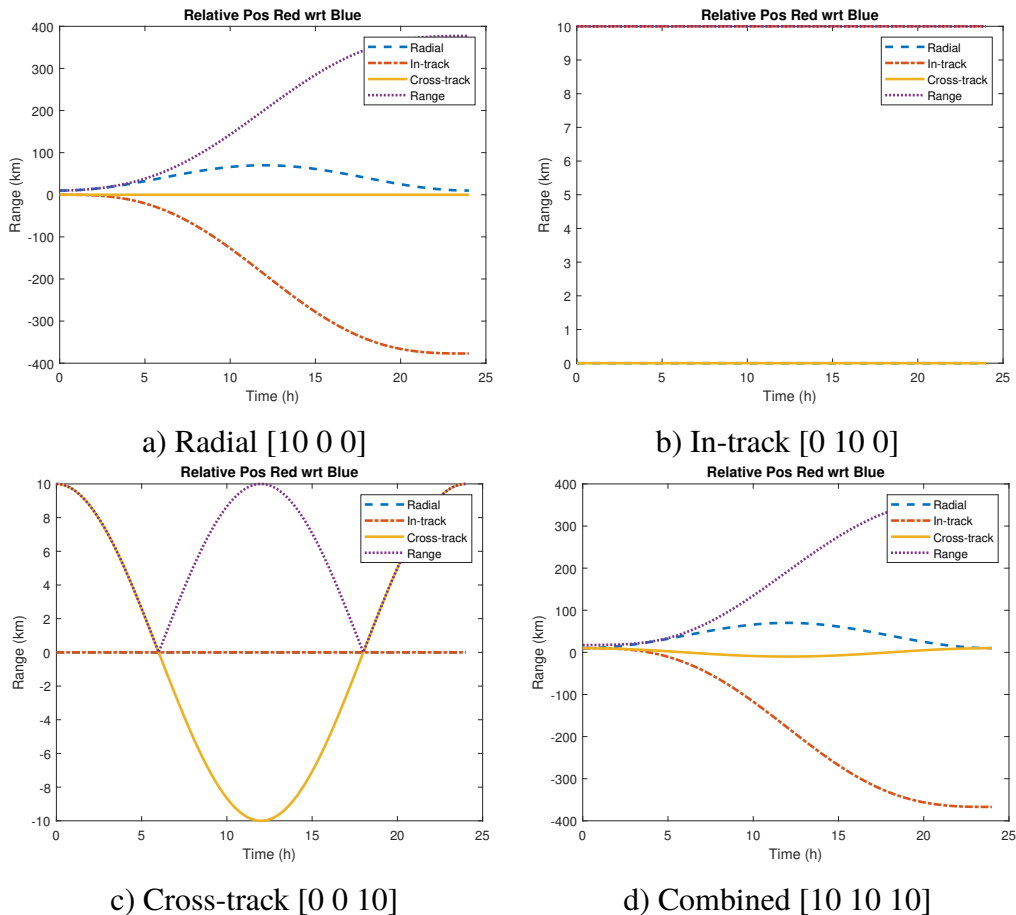 Relative Pos Red wrt Blue
400
300
200
100
0
-100
-200
-300
-400
Range (km)
0 5 10 15 20 25
Time (h)
Radial
In-track
Cross-track
Range
a) Radial [10 0 0]
Relative Pos Red wrt Blue
10
9
8
7
6
5
4
3
2
1
0
Range (km)
0 5 10 15 20 25
Time (h)
Radial
In-track
Cross-track
Range
b) In-track [0 10 0]
Relative Pos Red wrt Blue
10
8
6
4
2
0
-2
-4
-6
-8
-10
Range (km)
0 5 10 15 20 25
Time (h)
Radial
In-track
Cross-track
Range
c) Cross-track [0 0 10]
Relative Pos Red wrt Blue
400
300
200
100
0
-100
-200
-300
-400
Range (km)
0 5 10 15 20 25
Time (h)
Radial
In-track
Cross-track
Range
d) Combined [10 10 10]